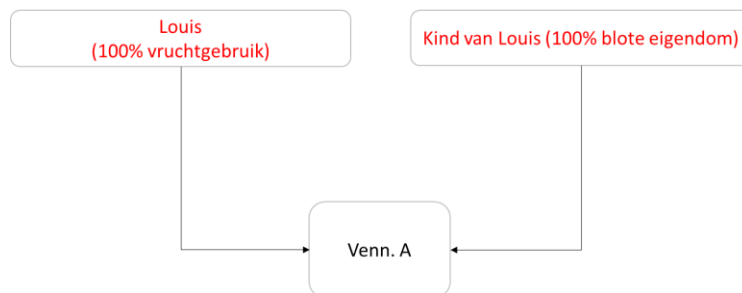 Louis
(100% vruchtgebruik)
Kind van Louis (100% blote eigendom)
Venn. A